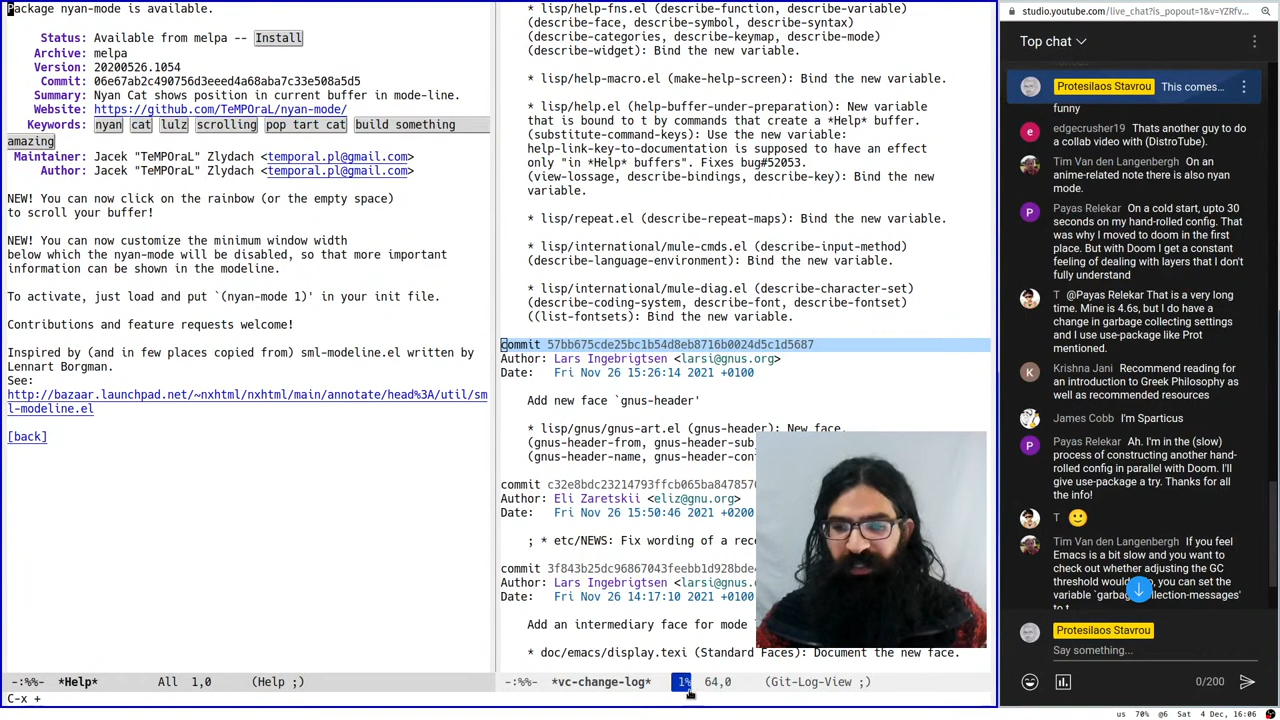 Package nyan-mode is available.
Status: Available from melpa -- Install
Archive: melpa
Version: 20200526.1054
Commit: 06e67ab2c490756d3eeed4a68aba7c33e508a5d5
Summary: Nyan Cat shows position in current buffer in mode-line.
Website: https://github.com/TeMPOraL/nyan-mode/
Keywords: nyan cat lulz scrolling pop tart cat build something
amazing
Maintainer: Jacek "TeMPOraL" Zlydach <temporal.pl@gmail.com>
Author: Jacek "TeMPOraL" Zlydach <temporal.pl@gmail.com>
NEW! You can now click on the rainbow (or the empty space)
to scroll your buffer!
NEW! You can now customize the minimum window width
below which the nyan-mode will be disabled, so that more important
information can be shown in the modeline.
To activate, just load and put `(nyan-mode 1)' in your init file.
Contributions and feature requests welcome!
Inspired by (and in few places copied from) sml-modeline.el written by
Lennart Borgman.
See:
http://bazaar.launchpad.net/~nxhtml/nxhtml/main/annotate/head%3A/util/sm
l-modeline.el
[back]
-:%%- *Help* All 1,0 (Help ;)
C-x +
* lisp/help-fns.el (describe-function, describe-variable)
(describe-face, describe-symbol, describe-syntax)
(describe-categories, describe-keymap, describe-mode)
(describe-widget): Bind the new variable.
* lisp/help-macro.el (make-help-screen): Bind the new variable.
* lisp/help.el (help-buffer-under-preparation): New variable
that is bound to t by commands that create a *Help* buffer.
(substitute-command-keys): Use the new variable:
help-link-key-to-documentation is supposed to have an effect
only "in *Help* buffers". Fixes bug#52053.
(view-lossage, describe-bindings, describe-key): Bind the new
variable.
* lisp/repeat.el (describe-repeat-maps): Bind the new variable.
* lisp/international/mule-cmds.el (describe-input-method)
(describe-language-environment): Bind the new variable.
* lisp/international/mule-diag.el (describe-character-set)
(describe-coding-system, describe-font, describe-fontset)
((list-fontsets): Bind the new variable.
commit 57bb675cde25bc1b54d8eb8716b0024d5c1d5687
Author: Lars Ingebrigtsen <larsi@gnus.org>
Date: Fri Nov 26 15:26:14 2021 +0100
Add new face `gnus-header'
* lisp/gnus/gnus-art.el (gnus-header): New face.
(gnus-header-from, gnus-header-sub
(gnus-header-name, gnus-header-con
commit c32e8bdc23214793ffcb065ba847857
Author: Eli Zaretskii <eliz@gnu.org>
Date: Fri Nov 26 15:50:46 2021 +0200
; * etc/NEWS: Fix wording of a rece
commit 3f843b25dc96867043feebb1d928bde
Author: Lars Ingebrigtsen <larsi@gnus.
Date: Fri Nov 26 14:17:10 2021 +0100
Add an intermediary face for mode
* doc/emacs/display.texi (Standard Faces): Document the new face.
-:%%- *vc-change-log* 1% 64,0 (Git-Log-View ;)
studio.youtube.com/live_chat?is_popout=1&v=YZRfv...
Top chat
Protesilaos Stavrou This comes...
funny
edgecrusher19 Thats another guy to do
a collab video with (DistroTube).
Tim Van den Langenbergh On an
anime-related note there is also nyan
mode.
Payas Relekar On a cold start, upto 30
seconds on my hand-rolled config. That
was why I moved to doom in the first
place. But with Doom I get a constant
feeling of dealing with layers that I don't
fully understand
T @Payas Relekar That is a very long
time. Mine is 4.6s, but I do have a
change in garbage collecting settings
and I use use-package like Prot
mentioned.
Krishna Jani Recommend reading for
an introduction to Greek Philosophy as
well as recommended resources
James Cobb I'm Sparticus
Payas Relekar Ah. I'm in the (slow)
process of constructing another hand-
rolled config in parallel with Doom. I'll
give use-package a try. Thanks for all
the info!
T
Tim Van den Langenbergh If you feel
Emacs is a bit slow and you want to
check out whether adjusting the GC
threshold would, you can set the
variable `garbage-collection-messages'
to t
Protesilaos Stavrou
Say something...
0/200
us 70% @6 Sat 4 Dec, 16:06